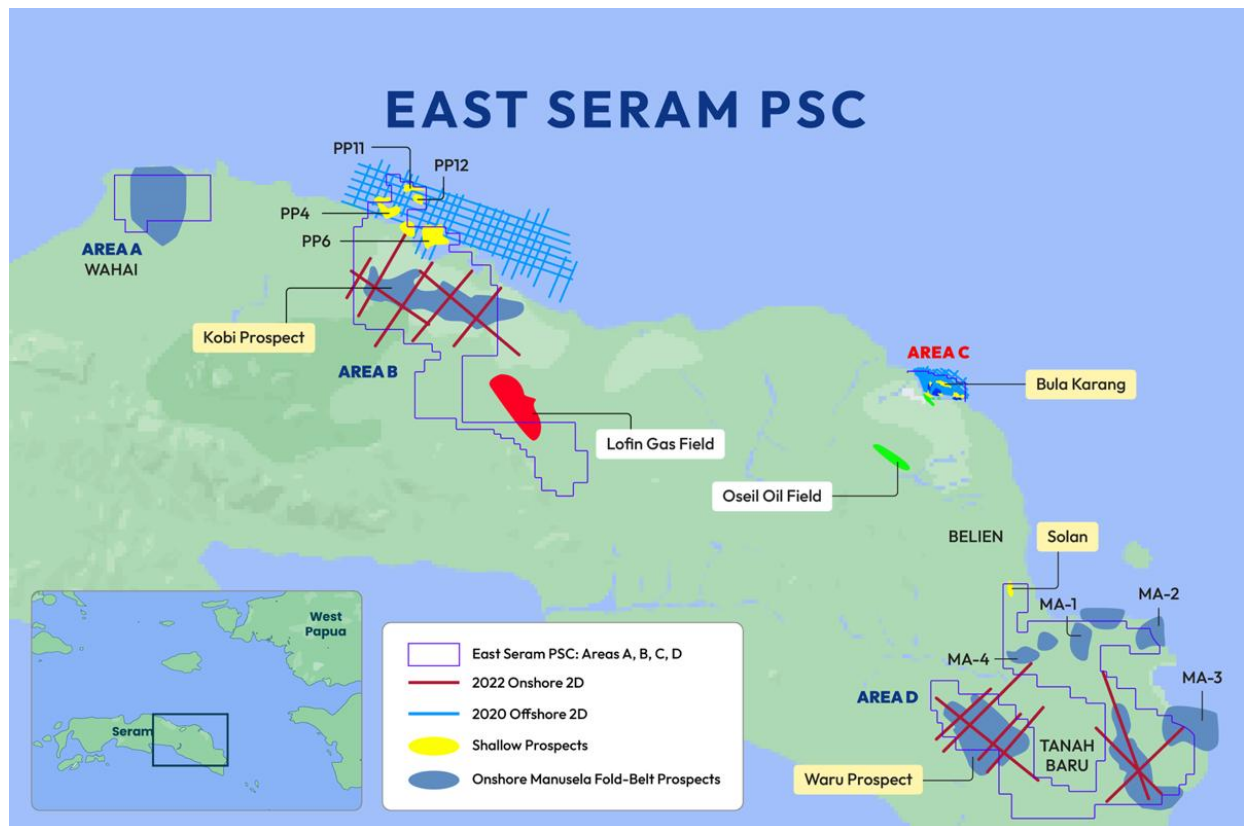 EAST SERAM PSC
PP11
PP12
PP4
PP6
AREA A
WAHAI
Kobi Prospect
AREA B
AREA C
Bula Karang
Lofin Gas Field
Oseil Oil Field
BELIEN
Solan
MA-1
MA-2
MA-4
MA-3
AREA D
TANAH
BARU
Waru Prospect
West
Papua
Seram
East Seram PSC: Areas A, B, C, D
2022 Onshore 2D
2020 Offshore 2D
Shallow Prospects
Onshore Manusela Fold-Belt Prospects